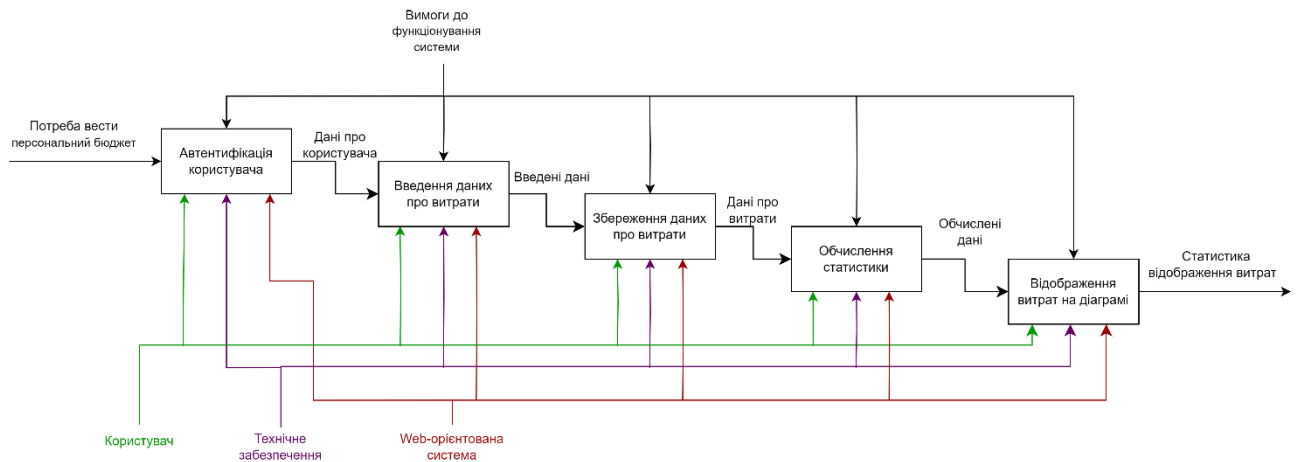 Вимоги до
функціонування
системи
Потреба вести
персональний бюджет
Автентифікація
користувача
Дані про
користувача
Введення даних
про витрати
Введені дані
Збереження даних
про витрати
Дані про
витрати
Обчислення
статистики
Обчислені
дані
Відображення
витрат на діаграмі
Статистика
відображення витрат
Користувач
Технічне
забезпечення
Web-орієнтована
система